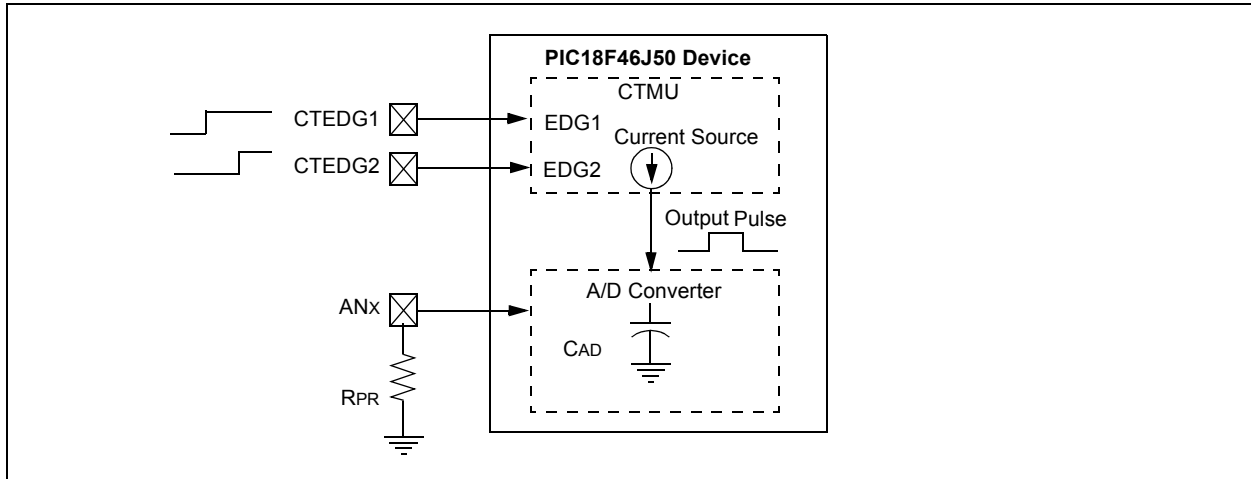 PIC18F46J50 Device
CTMU
CTEDG1
EDG1
Current Source
CTEDG2
EDG2
Output Pulse
A/D Converter
ANX
CAD
RPR